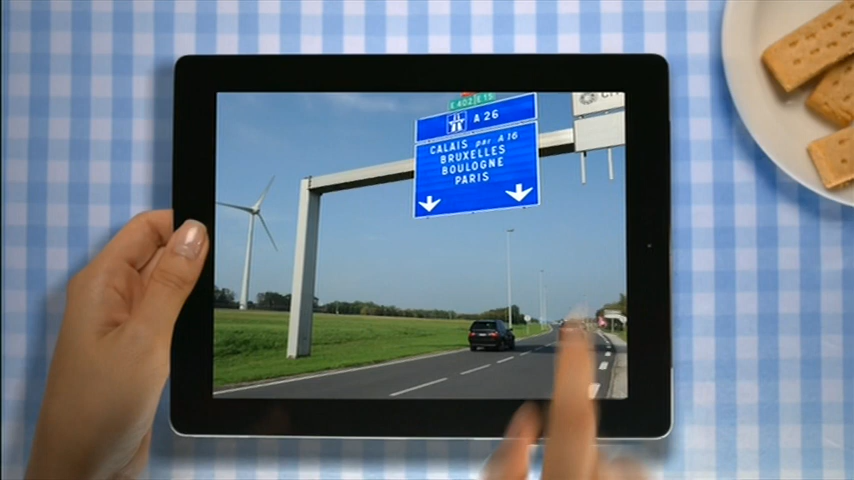 E 402 E 15
A 26
CALAIS par A 16
BRUXELLES
BOULOGNE
PARIS